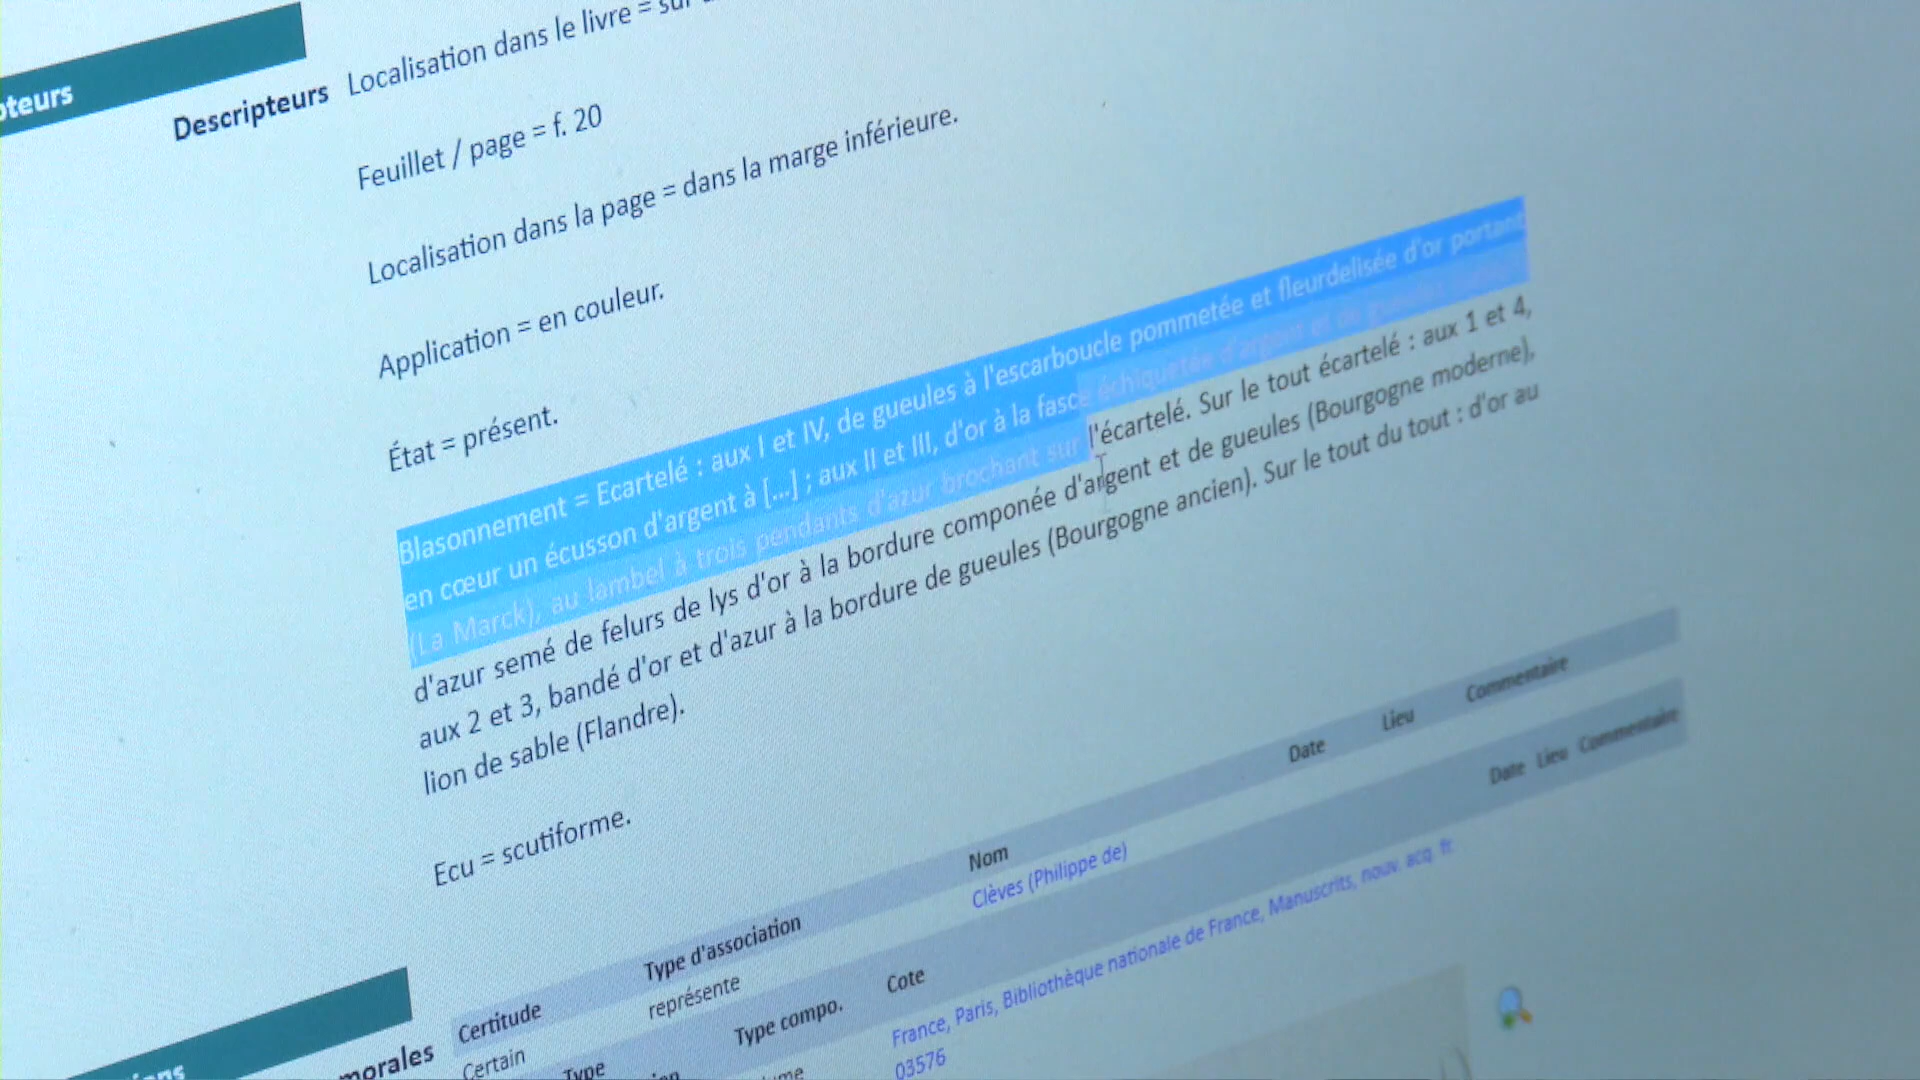 pteurs
Descripteurs
Localisation dans le livre = sur
Feuillet / page = f. 20
Localisation dans la page = dans la marge inférieure.
Application = en couleur.
État = présent.
Blasonnement = Ecartelé : aux I et IV, de gueules à l'escarboucle pommetée et fleurdelisée d'or portant
en cœur un écusson d'argent à [...] ; aux II et III, d'or à la fasce échiquetée d'argent et de gueules
(La Marck), au lambel à trois pendants d'azur brochant sur l'écartelé. Sur le tout écartelé : aux 1 et 4,
d'azur semé de felurs de lys d'or à la bordure componée d'argent et de gueules (Bourgogne moderne),
aux 2 et 3, bandé d'or et d'azur à la bordure de gueules (Bourgogne ancien). Sur le tout du tout : d'or au
lion de sable (Flandre).
Ecu = scutiforme.
Certitude Type d'association Nom Date Lieu Commentaire
Certain représente Clèves (Philippe de)
morales
Type Type compo. Cote Date Lieu Commentaire
France, Paris, Bibliothèque nationale de France, Manuscrits, nouv. acq. fr.
03576